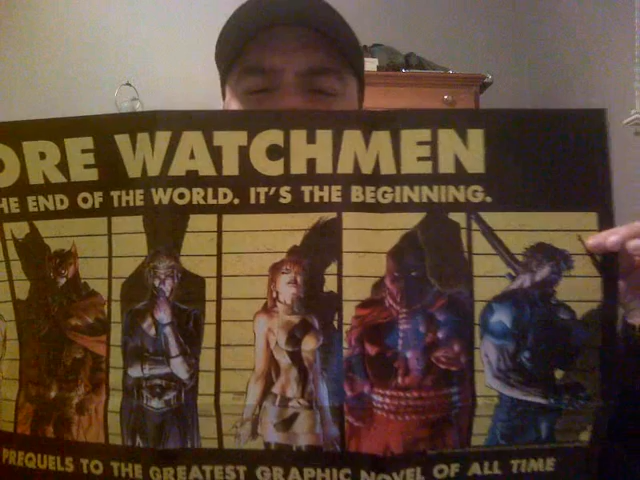 ORE WATCHMEN
HE END OF THE WORLD. IT'S THE BEGINNING.
PREQUELS TO THE GREATEST GRAPHIC NOVEL OF ALL TIME